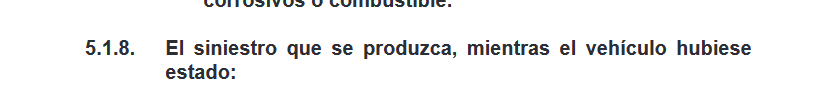 corrosivos o combustible.
5.1.8. El siniestro que se produzca, mientras el vehículo hubiese
estado: